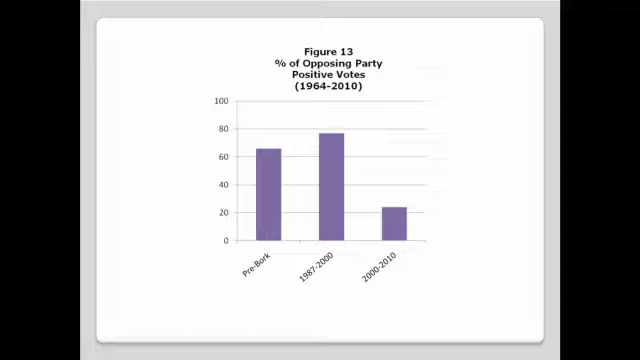 Figure 13
% of Opposing Party
Positive Votes
(1964-2010)
100
80
60
40
20
0
Pre-Bork
1987-2000
2000-2010